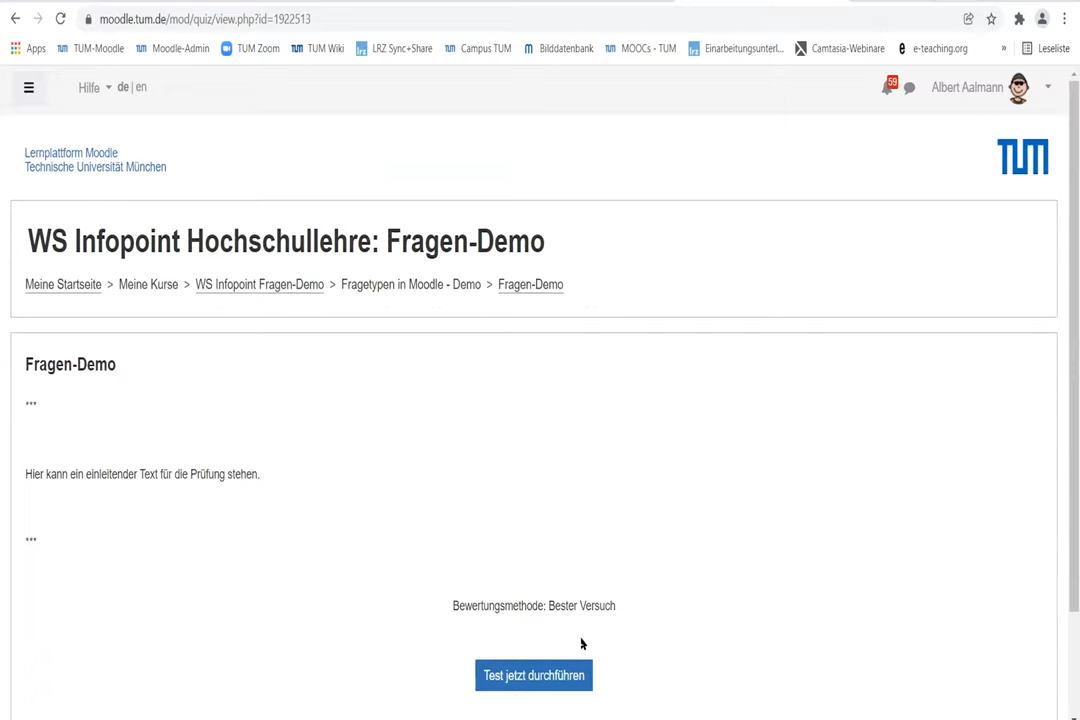 moodle.tum.de/mod/quiz/view.php?id=1922513
Apps TUM-Moodle Moodle-Admin TUM Zoom TUM Wiki LRZ Sync+Share Campus TUM Bilddatenbank MOOCs - TUM Einarbeitungsunterl... Camtasia-Webinare e-teaching.org » Leseliste
Hilfe de | en 59 Albert Aalmann
Lernplattform Moodle
Technische Universität München
TUM
WS Infopoint Hochschullehre: Fragen-Demo
Meine Startseite > Meine Kurse > WS Infopoint Fragen-Demo > Fragetypen in Moodle - Demo > Fragen-Demo
Fragen-Demo
***
Hier kann ein einleitender Text für die Prüfung stehen.
***
Bewertungsmethode: Bester Versuch
Test jetzt durchführen